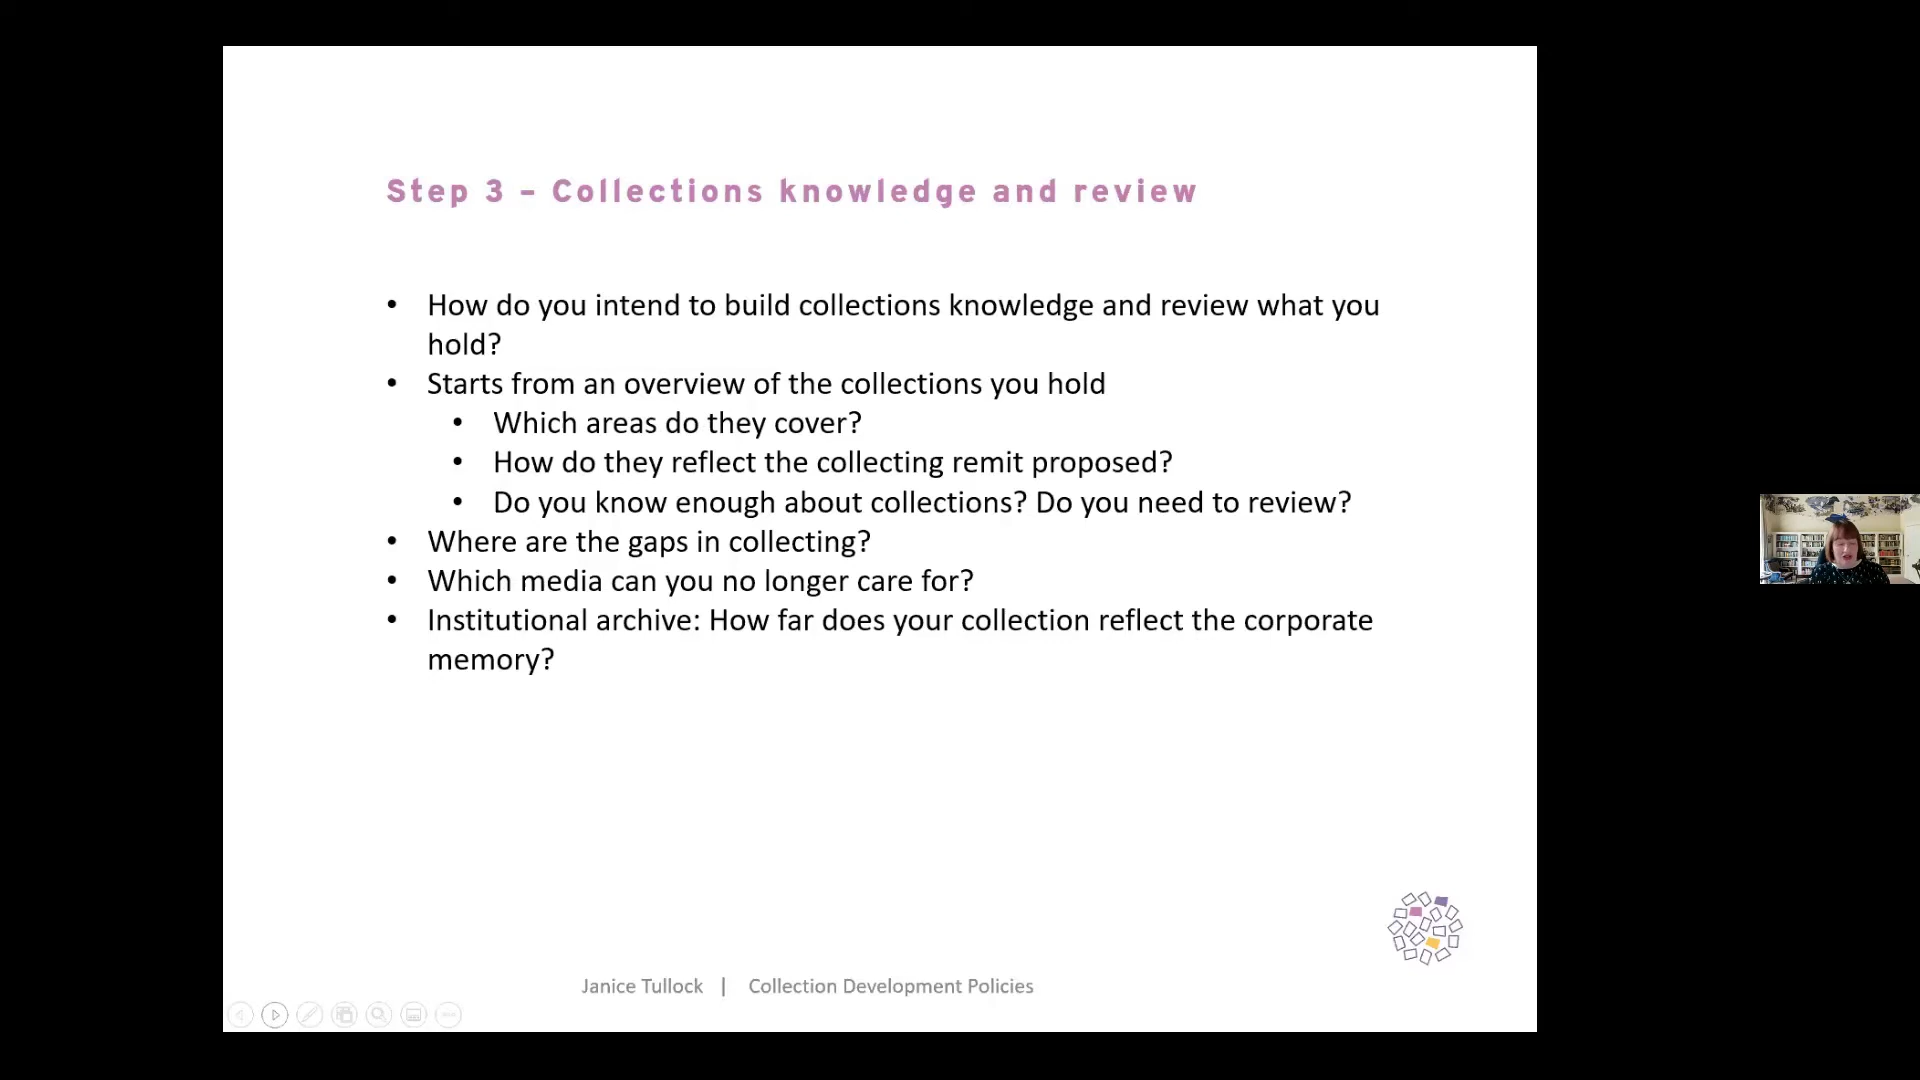 Step 3 – Collections knowledge and review
• How do you intend to build collections knowledge and review what you
hold?
• Starts from an overview of the collections you hold
• Which areas do they cover?
• How do they reflect the collecting remit proposed?
• Do you know enough about collections? Do you need to review?
• Where are the gaps in collecting?
• Which media can you no longer care for?
• Institutional archive: How far does your collection reflect the corporate
memory?
Janice Tullock | Collection Development Policies